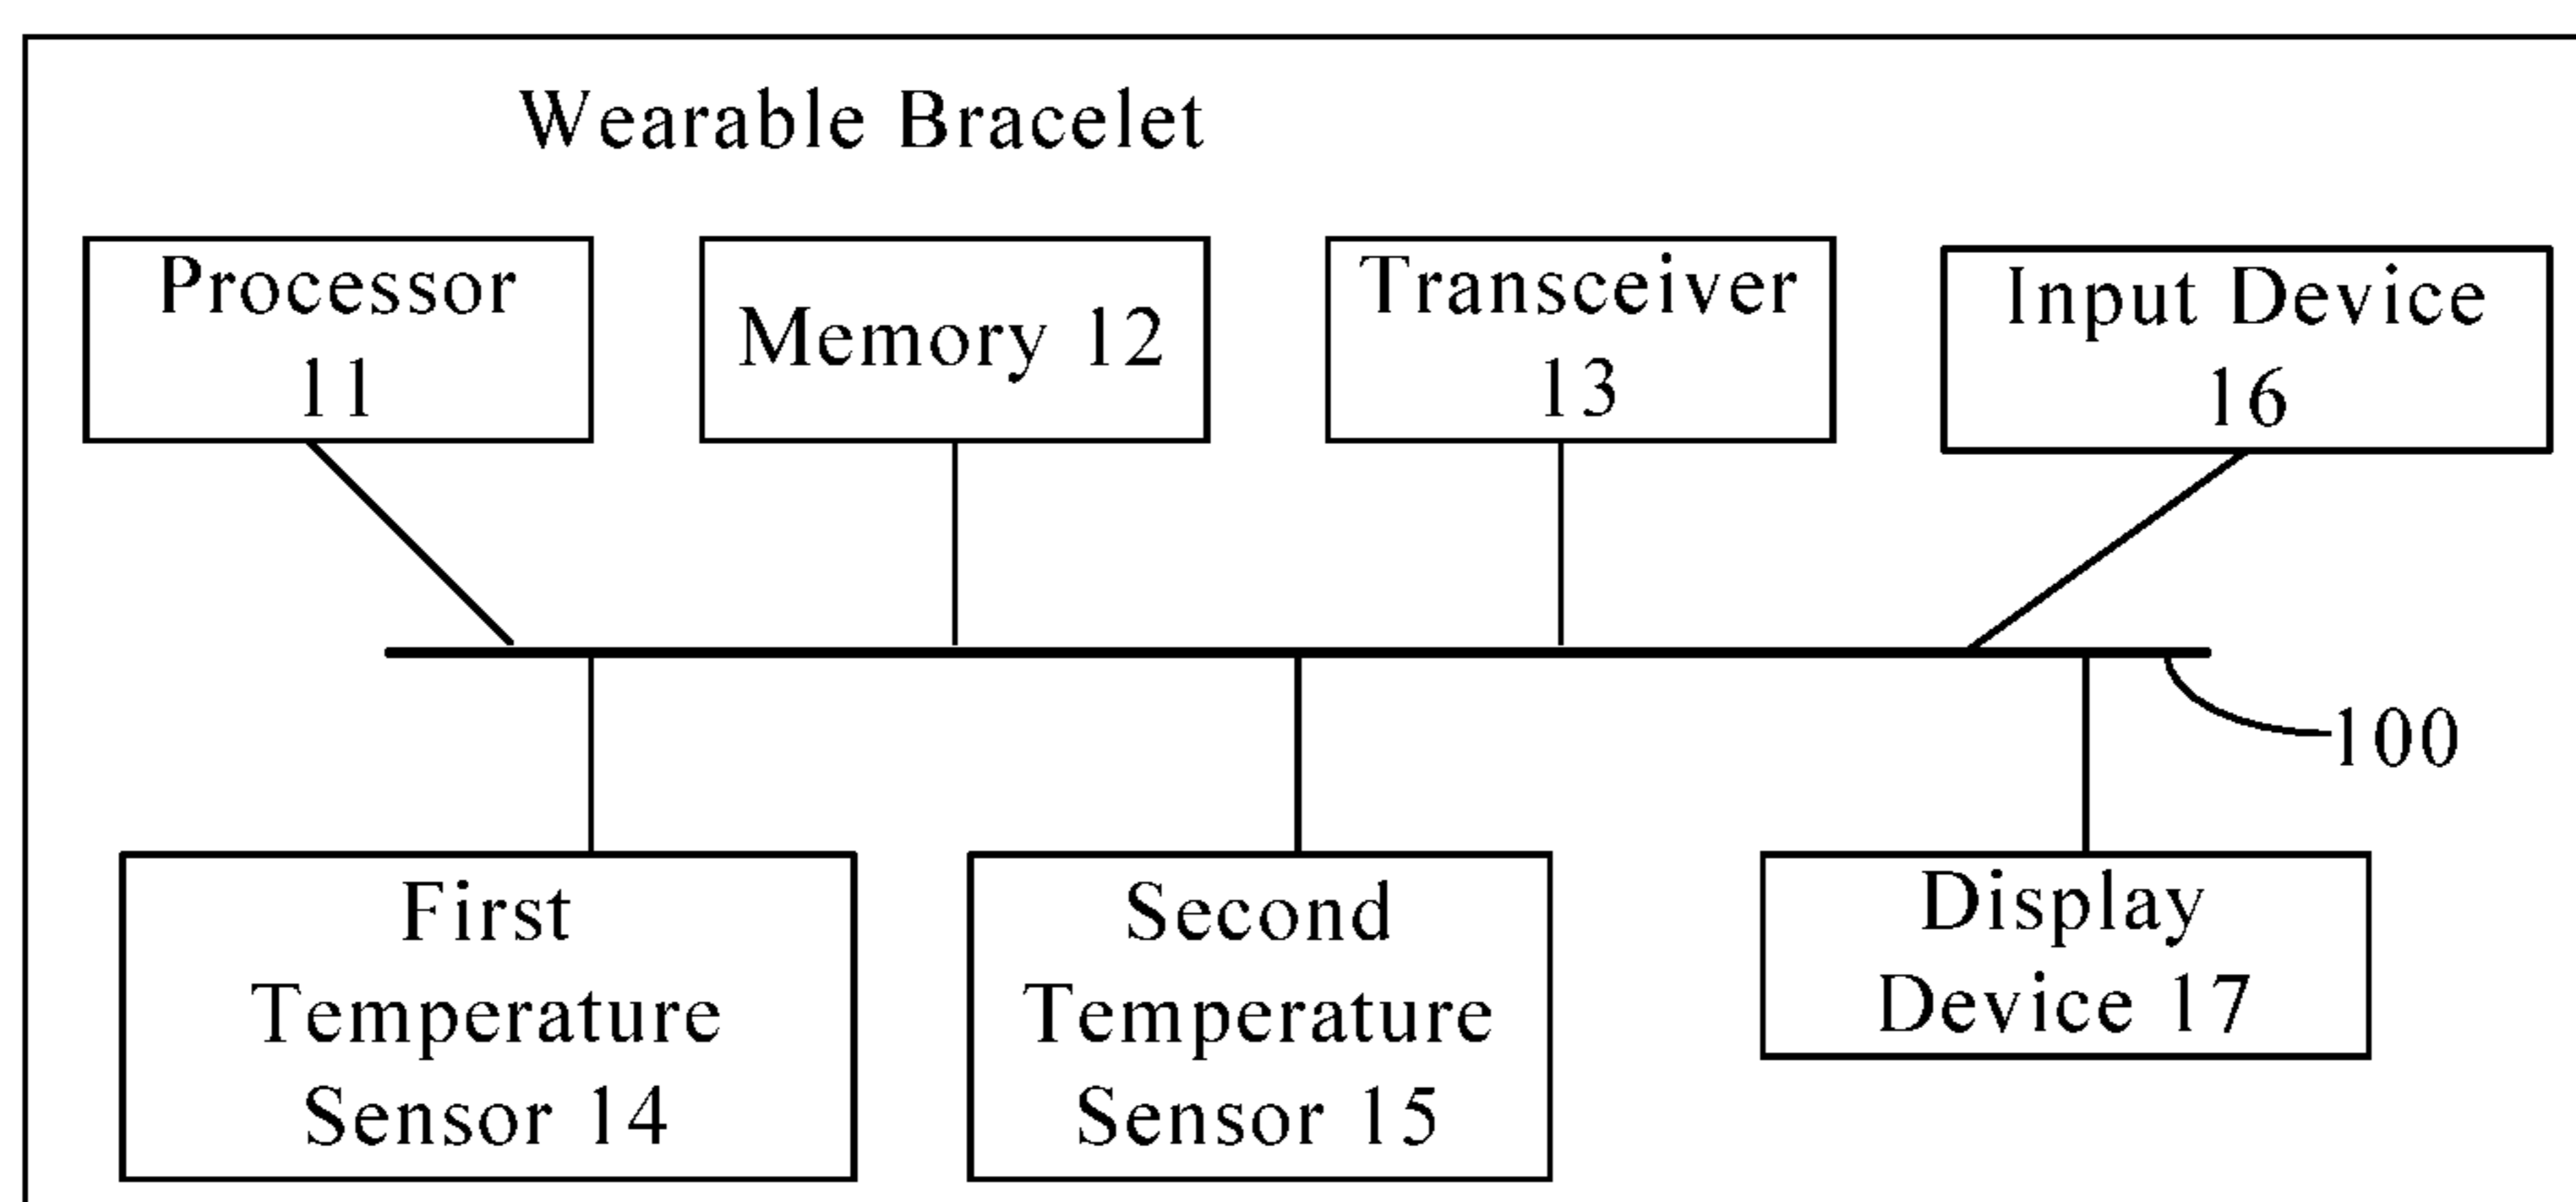 Wearable Bracelet
Processor
11
Memory 12
Transceiver
13
Input Device
16
100
First
Temperature
Sensor 14
Second
Temperature
Sensor 15
Display
Device 17